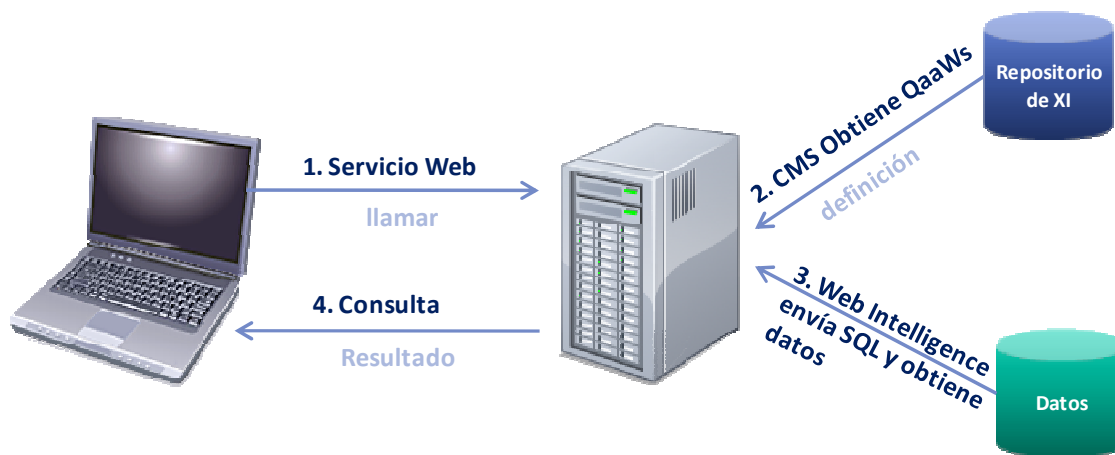 1. Servicio Web
llamar
4. Consulta
Resultado
2. CMS Obtiene QaaWs
definición
3. Web Intelligence
envía SQL y obtiene
datos
Repositorio
de XI
Datos